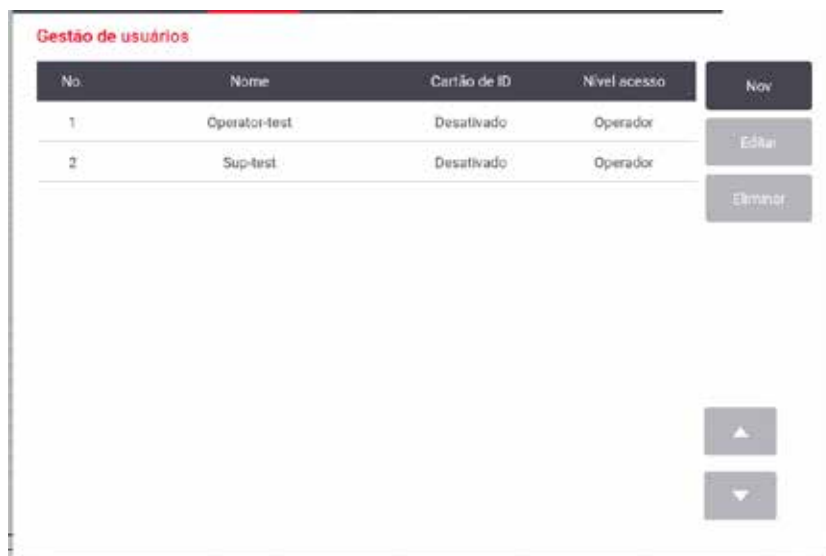 Gestão de usuários
No. Nome Cartão de ID Nível acesso Nov
1 Operator-test Desativado Operador
Editar
2 Sup-test Desativado Operador
Eliminar